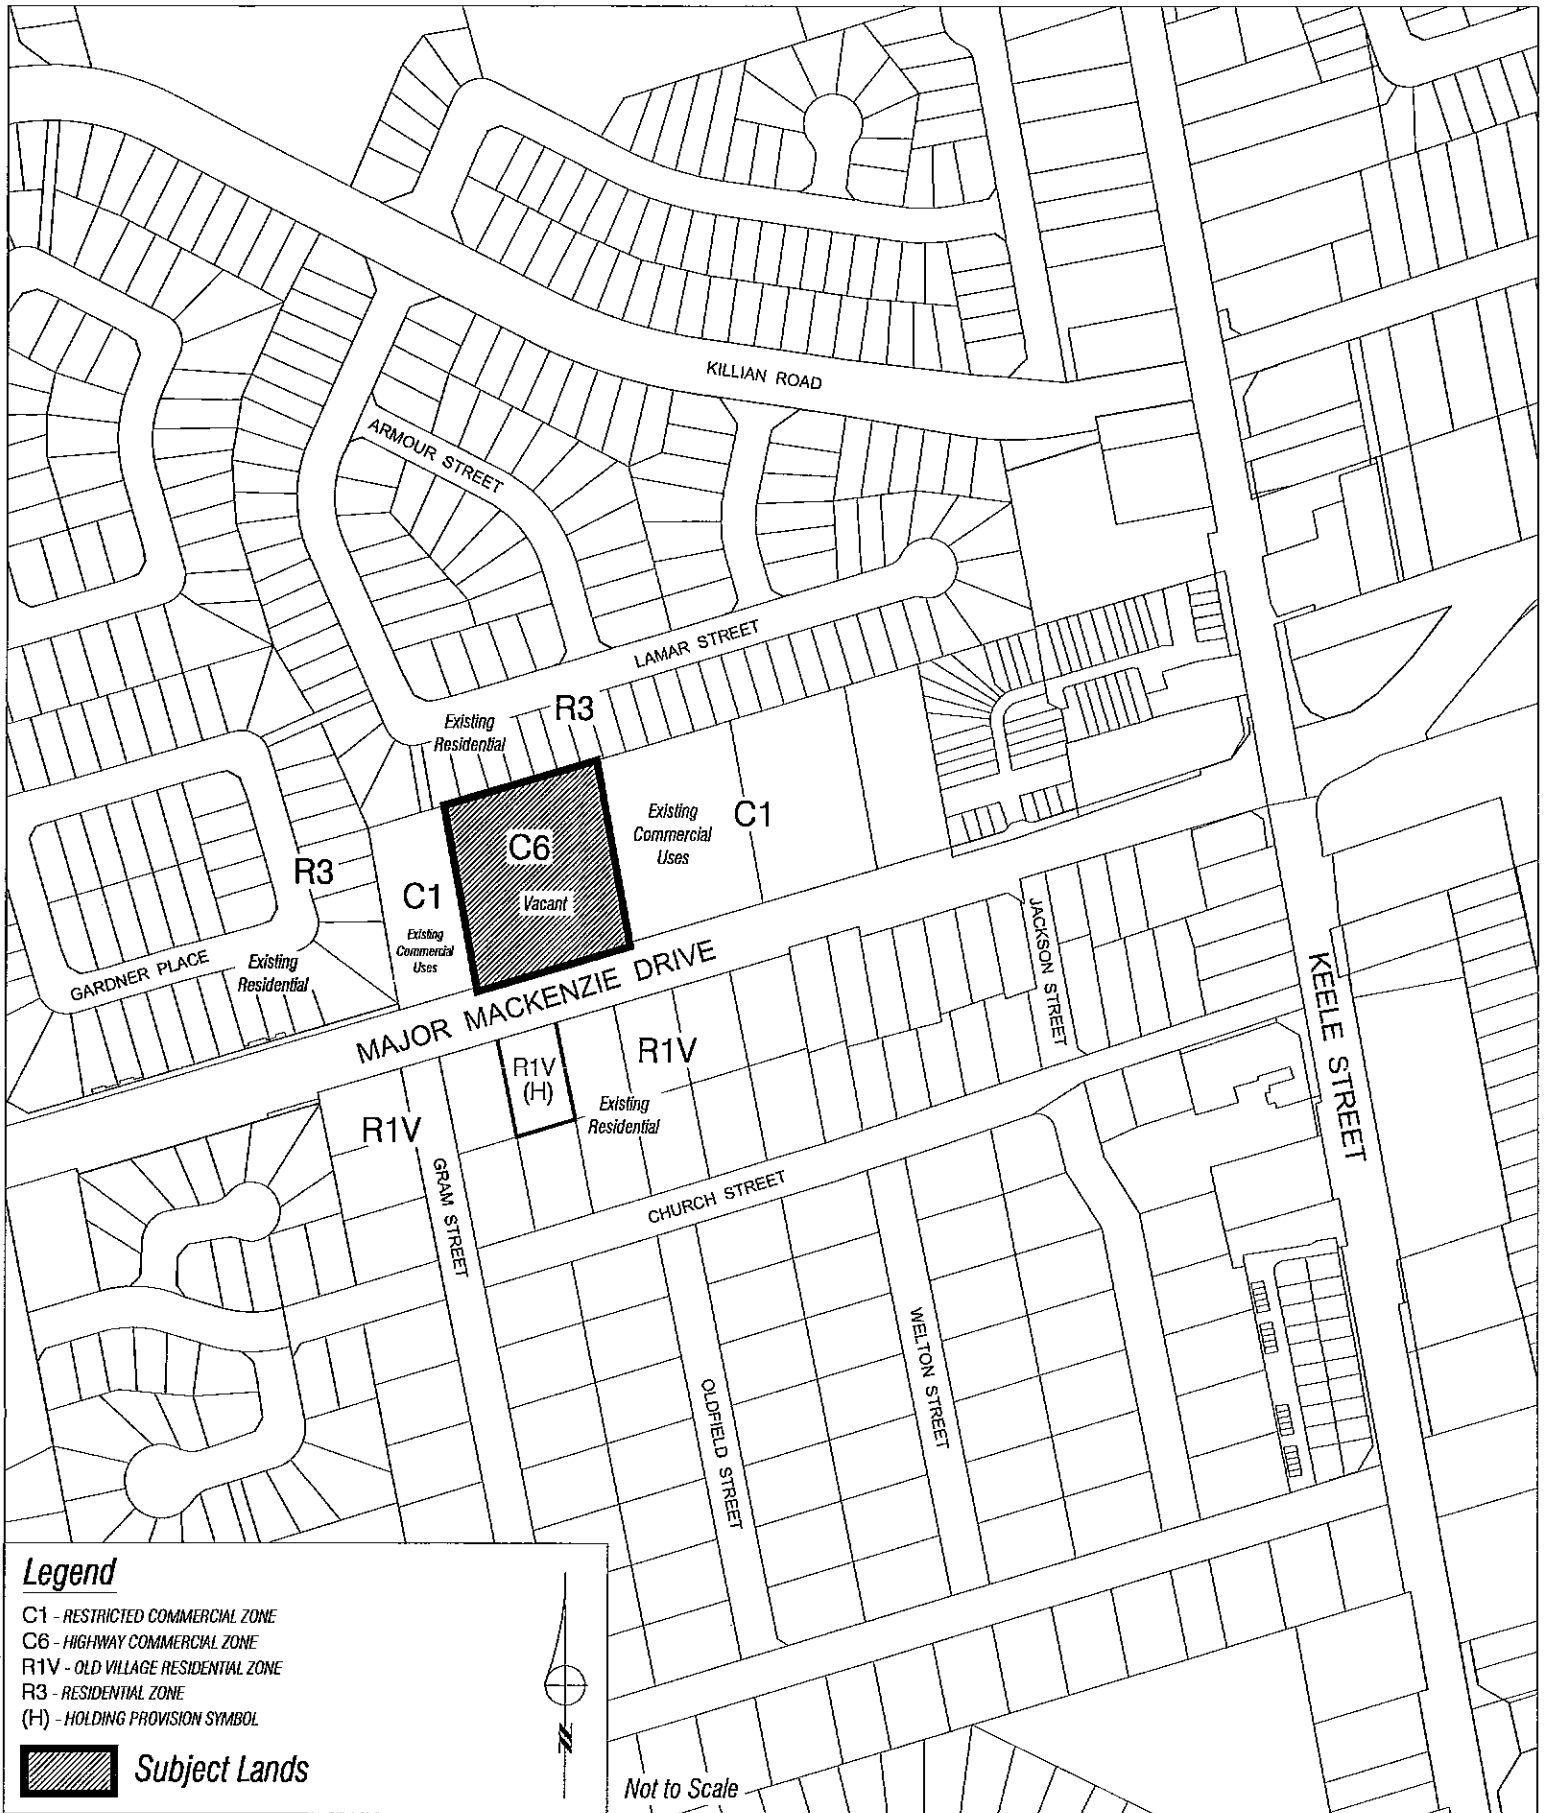 KILLIAN ROAD
ARMOUR STREET
LAMAR STREET
R3
Existing
Residential
Existing
Commercial
Uses
C1
C6
Vacant
R3
C1
Existing
Commercial
Uses
GARDNER PLACE
Existing
Residential
MAJOR MACKENZIE DRIVE
JACKSON STREET
KEELE STREET
R1V
(H)
R1V
Existing
Residential
R1V
GRAM STREET
CHURCH STREET
OLDFIELD STREET
WELTON STREET
Legend
C1 - RESTRICTED COMMERCIAL ZONE
C6 - HIGHWAY COMMERCIAL ZONE
R1V - OLD VILLAGE RESIDENTIAL ZONE
R3 - RESIDENTIAL ZONE
(H) - HOLDING PROVISION SYMBOL
Subject Lands
N
Not to Scale